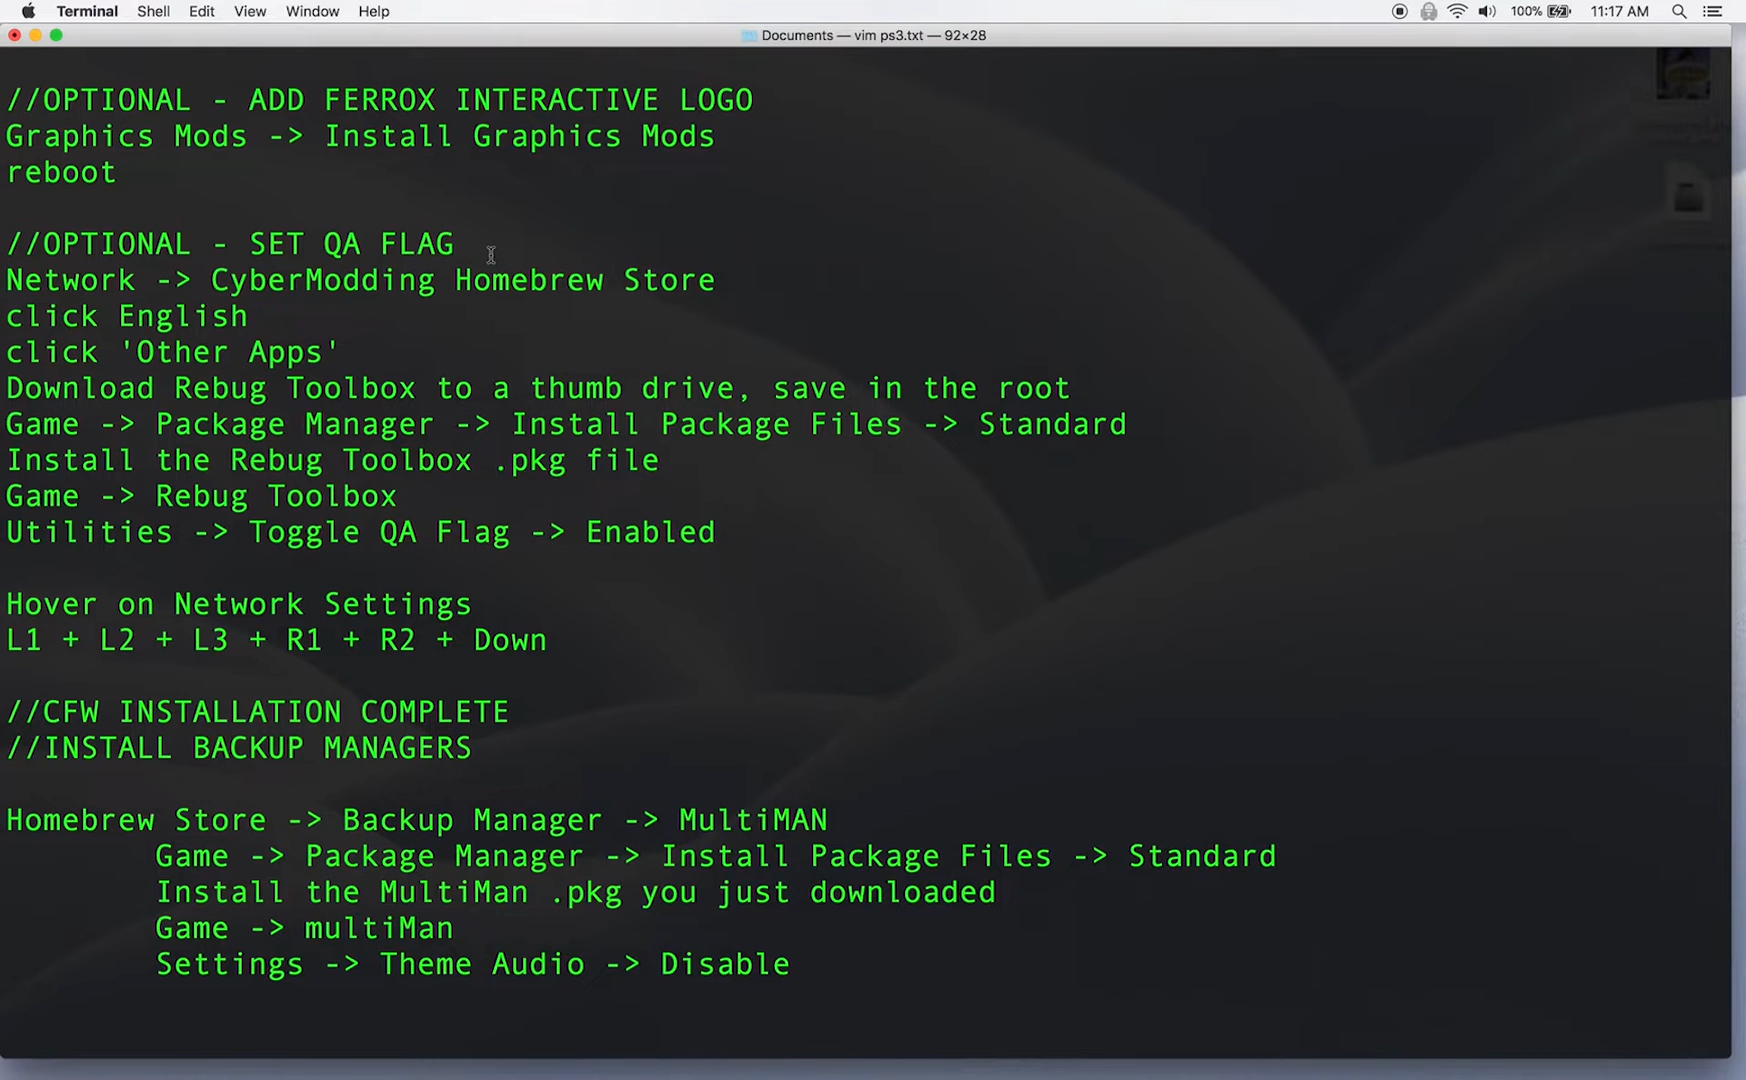 Terminal Shell Edit View Window Help 100% 11:17 AM
Documents — vim ps3.txt — 92×28
//OPTIONAL - ADD FERROX INTERACTIVE LOGO
Graphics Mods -> Install Graphics Mods
reboot
//OPTIONAL - SET QA FLAG
Network -> CyberModding Homebrew Store
click English
click 'Other Apps'
Download Rebug Toolbox to a thumb drive, save in the root
Game -> Package Manager -> Install Package Files -> Standard
Install the Rebug Toolbox .pkg file
Game -> Rebug Toolbox
Utilities -> Toggle QA Flag -> Enabled
Hover on Network Settings
L1 + L2 + L3 + R1 + R2 + Down
//CFW INSTALLATION COMPLETE
//INSTALL BACKUP MANAGERS
Homebrew Store -> Backup Manager -> MultiMAN
Game -> Package Manager -> Install Package Files -> Standard
Install the MultiMan .pkg you just downloaded
Game -> multiMan
Settings -> Theme Audio -> Disable